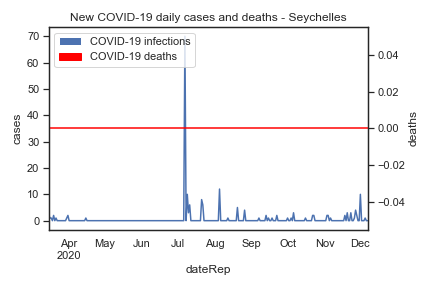 New COVID-19 daily cases and deaths - Seychelles
COVID-19 infections
COVID-19 deaths
70
60
50
40
30
20
10
0
cases
0.04
0.02
0.00
−0.02
−0.04
deaths
Apr May Jun Jul Aug Sep Oct Nov Dec
2020
dateRep